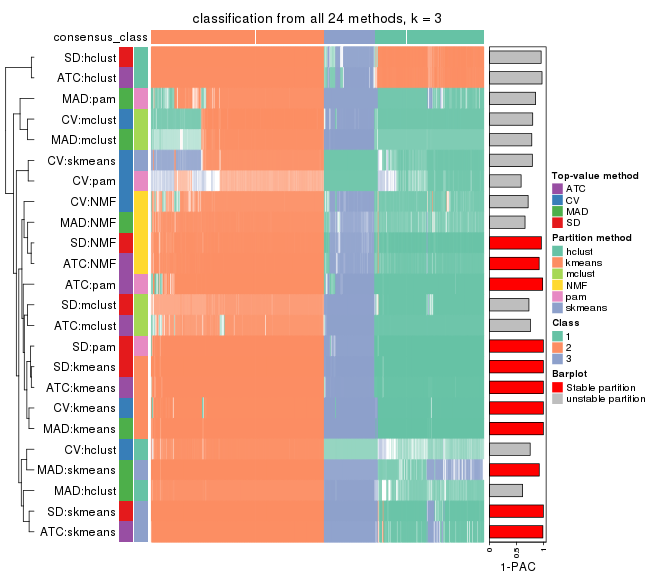 classification from all 24 methods, k = 3
consensus_class
SD:hclust
ATC:hclust
MAD:pam
CV:mclust
MAD:mclust
CV:skmeans
CV:pam
CV:NMF
MAD:NMF
SD:NMF
ATC:NMF
ATC:pam
SD:mclust
ATC:mclust
SD:pam
SD:kmeans
ATC:kmeans
CV:kmeans
MAD:kmeans
CV:hclust
MAD:skmeans
MAD:hclust
SD:skmeans
ATC:skmeans
0
0.5
1
1-PAC
Top-value method
ATC
CV
MAD
SD
Partition method
hclust
kmeans
mclust
NMF
pam
skmeans
Class
1
2
3
Barplot
Stable partition
unstable partition